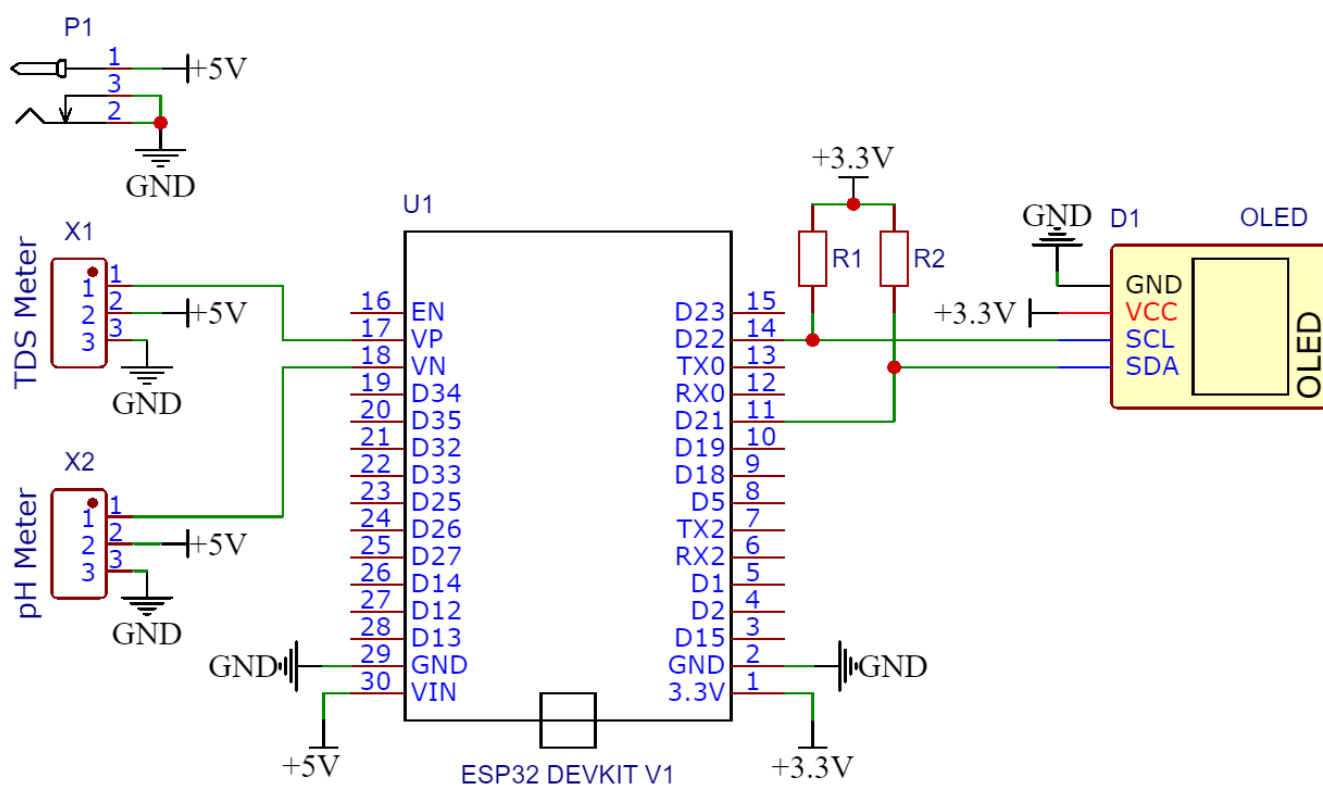 P1
1
+5V
3
2
GND
X1
TDS Meter
1 1
2 2
+5V
3 3
GND
X2
pH Meter
1 1
2 2
+5V
3 3
GND
U1
16 EN
17 VP
18 VN
19 D34
20 D35
21 D32
22 D33
23 D25
24 D26
25 D27
26 D14
27 D12
28 D13
GND
29 GND
30 VIN
+5V
D23 15
D22 14
TX0 13
RX0 12
D21 11
D19 10
D18 9
D5 8
TX2 7
RX2 6
D1 5
D2 4
D15 3
GND 2
GND
3.3V 1
+3.3V
ESP32 DEVKIT V1
+3.3V
R1
R2
GND
D1
OLED
GND
+3.3V
VCC
SCL
SDA
OLED